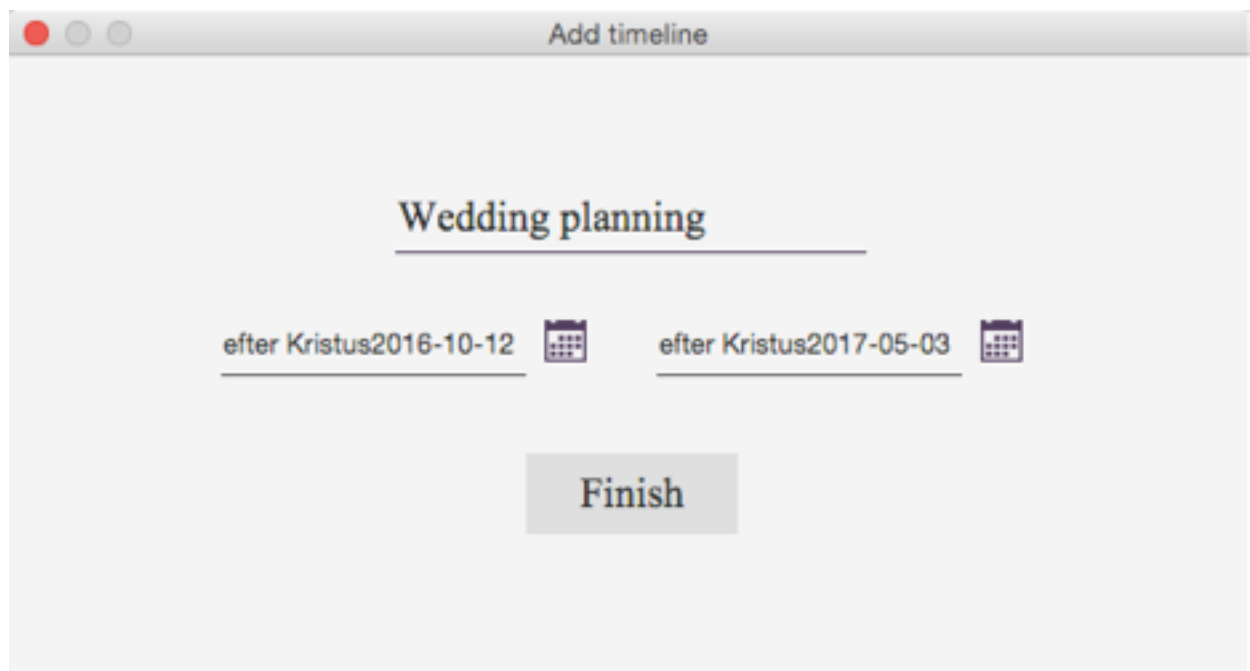 Add timeline
Wedding planning
efter Kristus2016-10-12 efter Kristus2017-05-03
Finish